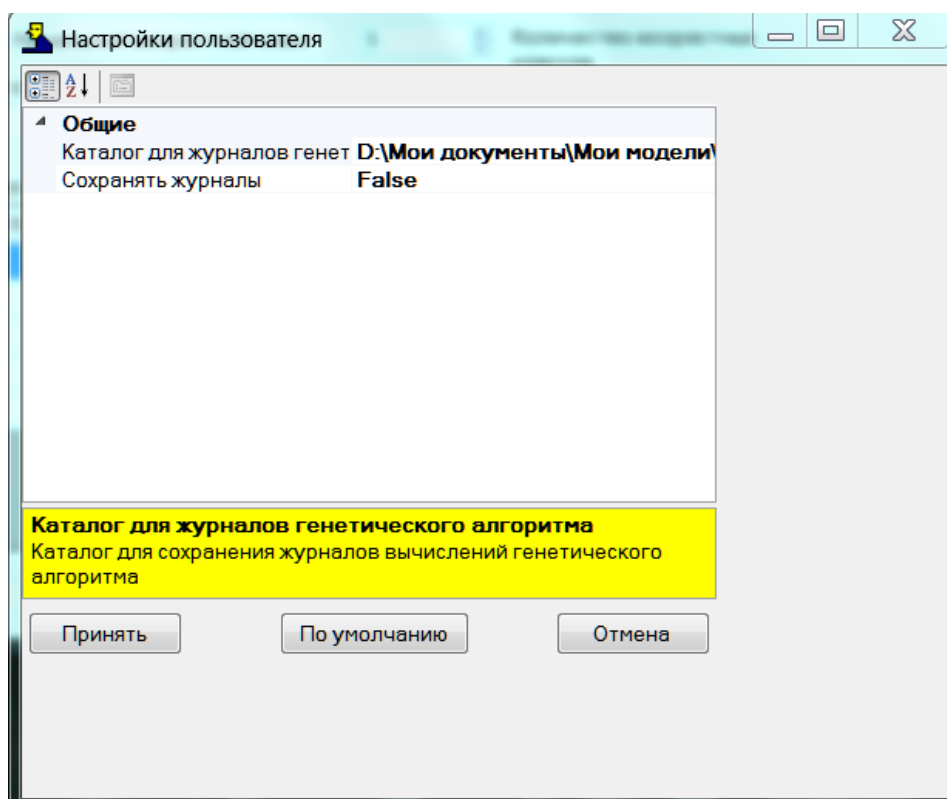 Настройки пользователя
Общие
Каталог для журналов генет D:\Мои документы\Мои модели\
Сохранять журналы False
Каталог для журналов генетического алгоритма
Каталог для сохранения журналов вычислений генетического
алгоритма
Принять По умолчанию Отмена